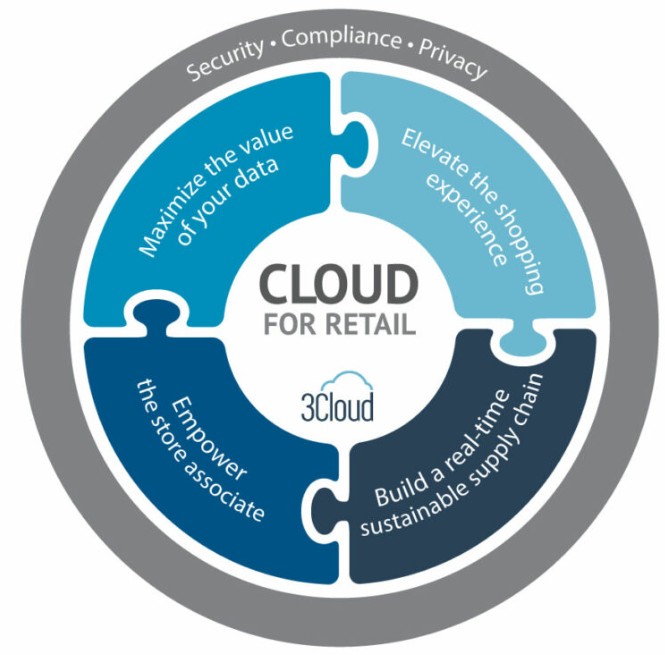 Security • Compliance • Privacy
Maximize the value
of your data
Elevate the shopping
experience
CLOUD
FOR RETAIL
3Cloud
Empower
the store associate
Build a real-time
sustainable supply chain